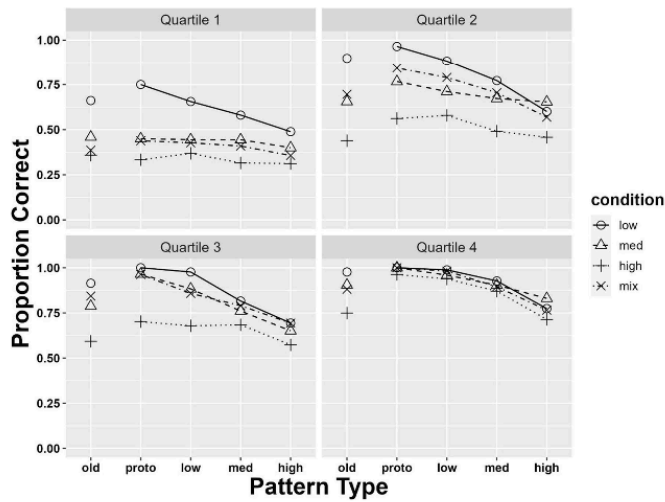 Quartile 1
Quartile 2
1.00
0.75
0.50
0.25
0.00
Proportion Correct
condition
low
med
high
mix
Quartile 3
Quartile 4
1.00
0.75
0.50
0.25
0.00
old proto low med high
old proto low med high
Pattern Type